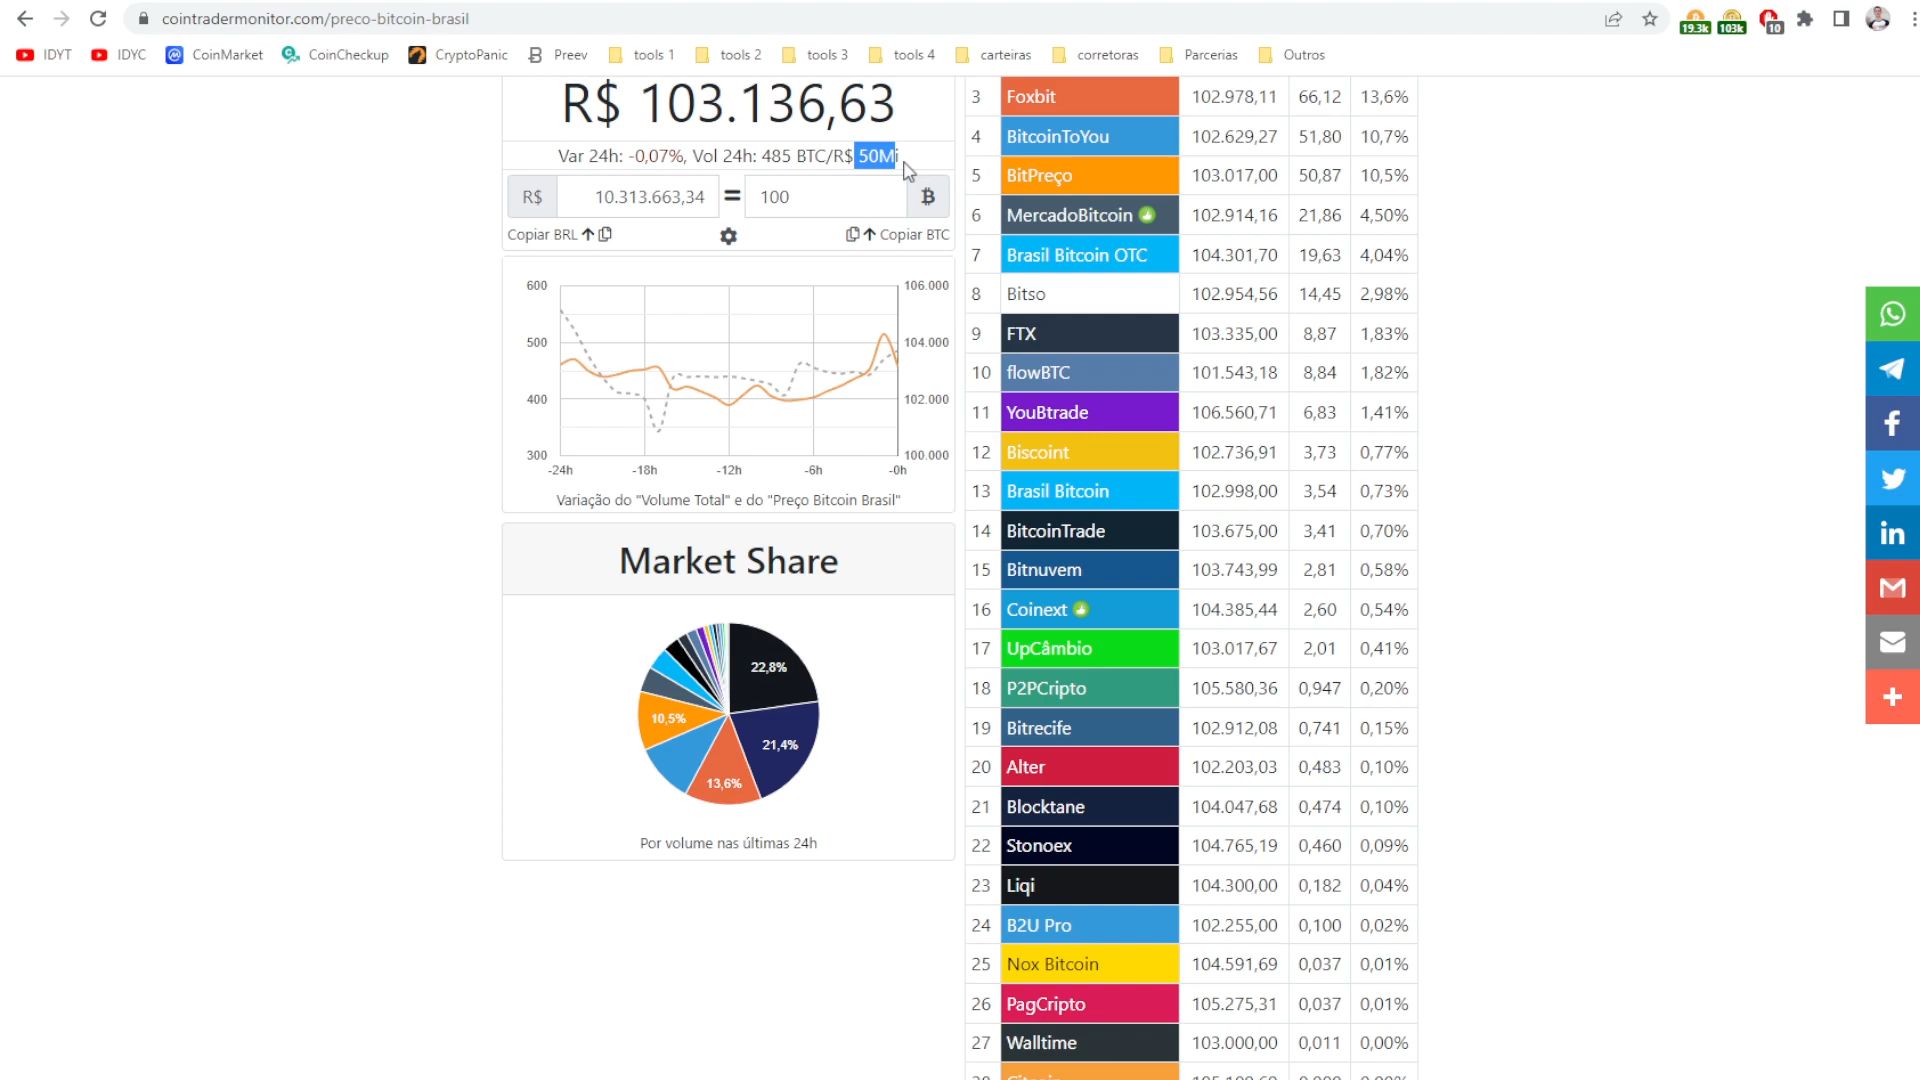 cointradermonitor.com/preco-bitcoin-brasil
19.3k
103k
10
IDYT
IDYC
CoinMarket
CoinCheckup
CryptoPanic
Preev
tools 1
tools 2
tools 3
tools 4
carteiras
corretoras
Parcerias
Outros
R$ 103.136,63
Var 24h: -0,07%, Vol 24h: 485 BTC/R$ 50Mi
R$ 10.313.663,34 = 100
Copiar BRL
Copiar BTC
600
500
400
300
106.000
104.000
102.000
100.000
-24h -18h -12h -6h -0h
Variação do "Volume Total" e do "Preço Bitcoin Brasil"
Market Share
22,8%
21,4%
13,6%
10,5%
Por volume nas últimas 24h
3 Foxbit 102.978,11 66,12 13,6%
4 BitcoinToYou 102.629,27 51,80 10,7%
5 BitPreço 103.017,00 50,87 10,5%
6 MercadoBitcoin 102.914,16 21,86 4,50%
7 Brasil Bitcoin OTC 104.301,70 19,63 4,04%
8 Bitso 102.954,56 14,45 2,98%
9 FTX 103.335,00 8,87 1,83%
10 flowBTC 101.543,18 8,84 1,82%
11 YouBtrade 106.560,71 6,83 1,41%
12 Biscoint 102.736,91 3,73 0,77%
13 Brasil Bitcoin 102.998,00 3,54 0,73%
14 BitcoinTrade 103.675,00 3,41 0,70%
15 Bitnuvem 103.743,99 2,81 0,58%
16 Coinext 104.385,44 2,60 0,54%
17 UpCâmbio 103.017,67 2,01 0,41%
18 P2PCripto 105.580,36 0,947 0,20%
19 Bitrecife 102.912,08 0,741 0,15%
20 Alter 102.203,03 0,483 0,10%
21 Blocktane 104.047,68 0,474 0,10%
22 Stonoex 104.765,19 0,460 0,09%
23 Liqi 104.300,00 0,182 0,04%
24 B2U Pro 102.255,00 0,100 0,02%
25 Nox Bitcoin 104.591,69 0,037 0,01%
26 PagCripto 105.275,31 0,037 0,01%
27 Walltime 103.000,00 0,011 0,00%